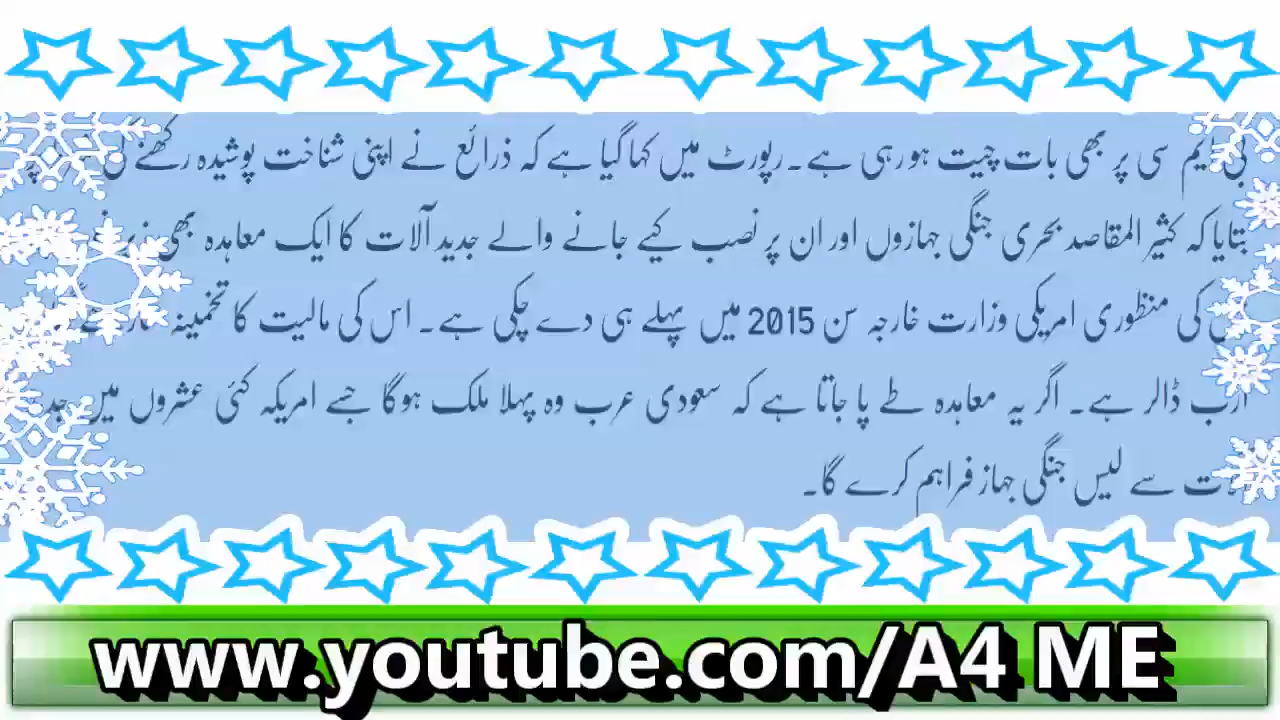 سی پر بھی بات چیت ہو رہی ہے۔ رپورٹ میں کہا گیا ہے کہ ذرائع نے اپنی شناخت پوشیدہ رکھنے
بتایا کہ کثیر المقاصد بحری جنگی جہازوں اور ان پر نصب کیے جانے والے جدید آلات کا ایک معاہدہ بھی
کی منظوری امریکی وزارت خارجہ سن 2015 میں پہلے ہی دے چکی ہے۔ اس کی مالیت کا تخمینہ
ارب ڈالر ہے۔ اگر یہ معاہدہ طے پا جاتا ہے کہ سعودی عرب وہ پہلا ملک ہوگا جسے امریکہ کئی عشروں میں
سے لیس جنگی جہاز فراہم کرے گا۔
www.youtube.com/A4 ME